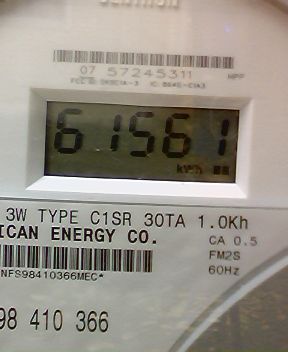 07 57245311 HPP
61561
kWh
3W TYPE C1SR 30TA 1.0Kh
ICAN ENERGY CO.
CA 0.5
FM2S
NFS98410366MEC*
60Hz
98 410 366